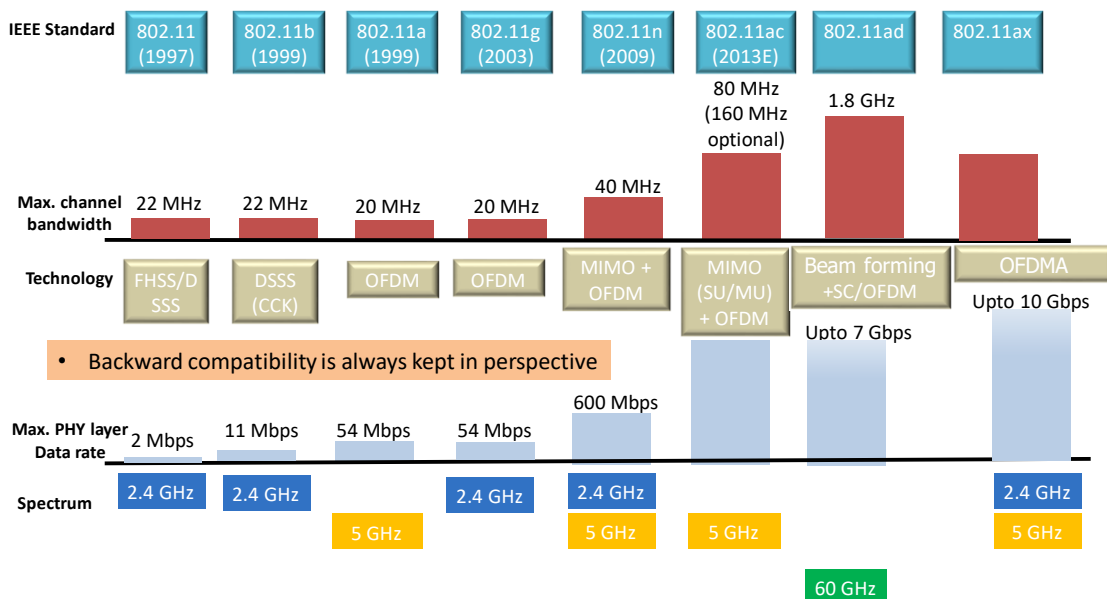 IEEE Standard
802.11
(1997)
802.11b
(1999)
802.11a
(1999)
802.11g
(2003)
802.11n
(2009)
802.11ac
(2013E)
802.11ad
802.11ax
Max. channel
bandwidth
22 MHz
22 MHz
20 MHz
20 MHz
40 MHz
80 MHz
(160 MHz
optional)
1.8 GHz
Technology
FHSS/D
SSS
DSSS
(CCK)
OFDM
OFDM
MIMO +
OFDM
MIMO
(SU/MU)
+ OFDM
Beam forming
+SC/OFDM
OFDMA
• Backward compatibility is always kept in perspective
Max. PHY layer
Data rate
2 Mbps
11 Mbps
54 Mbps
54 Mbps
600 Mbps
Upto 7 Gbps
Upto 10 Gbps
Spectrum
2.4 GHz
2.4 GHz
2.4 GHz
2.4 GHz
2.4 GHz
5 GHz
5 GHz
5 GHz
5 GHz
60 GHz